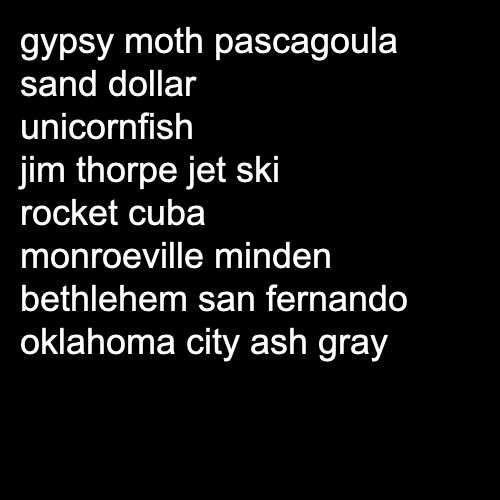 gypsy moth pascagoula
sand dollar
unicornfish
jim thorpe jet ski
rocket cuba
monroeville minden
bethlehem san fernando
oklahoma city ash gray